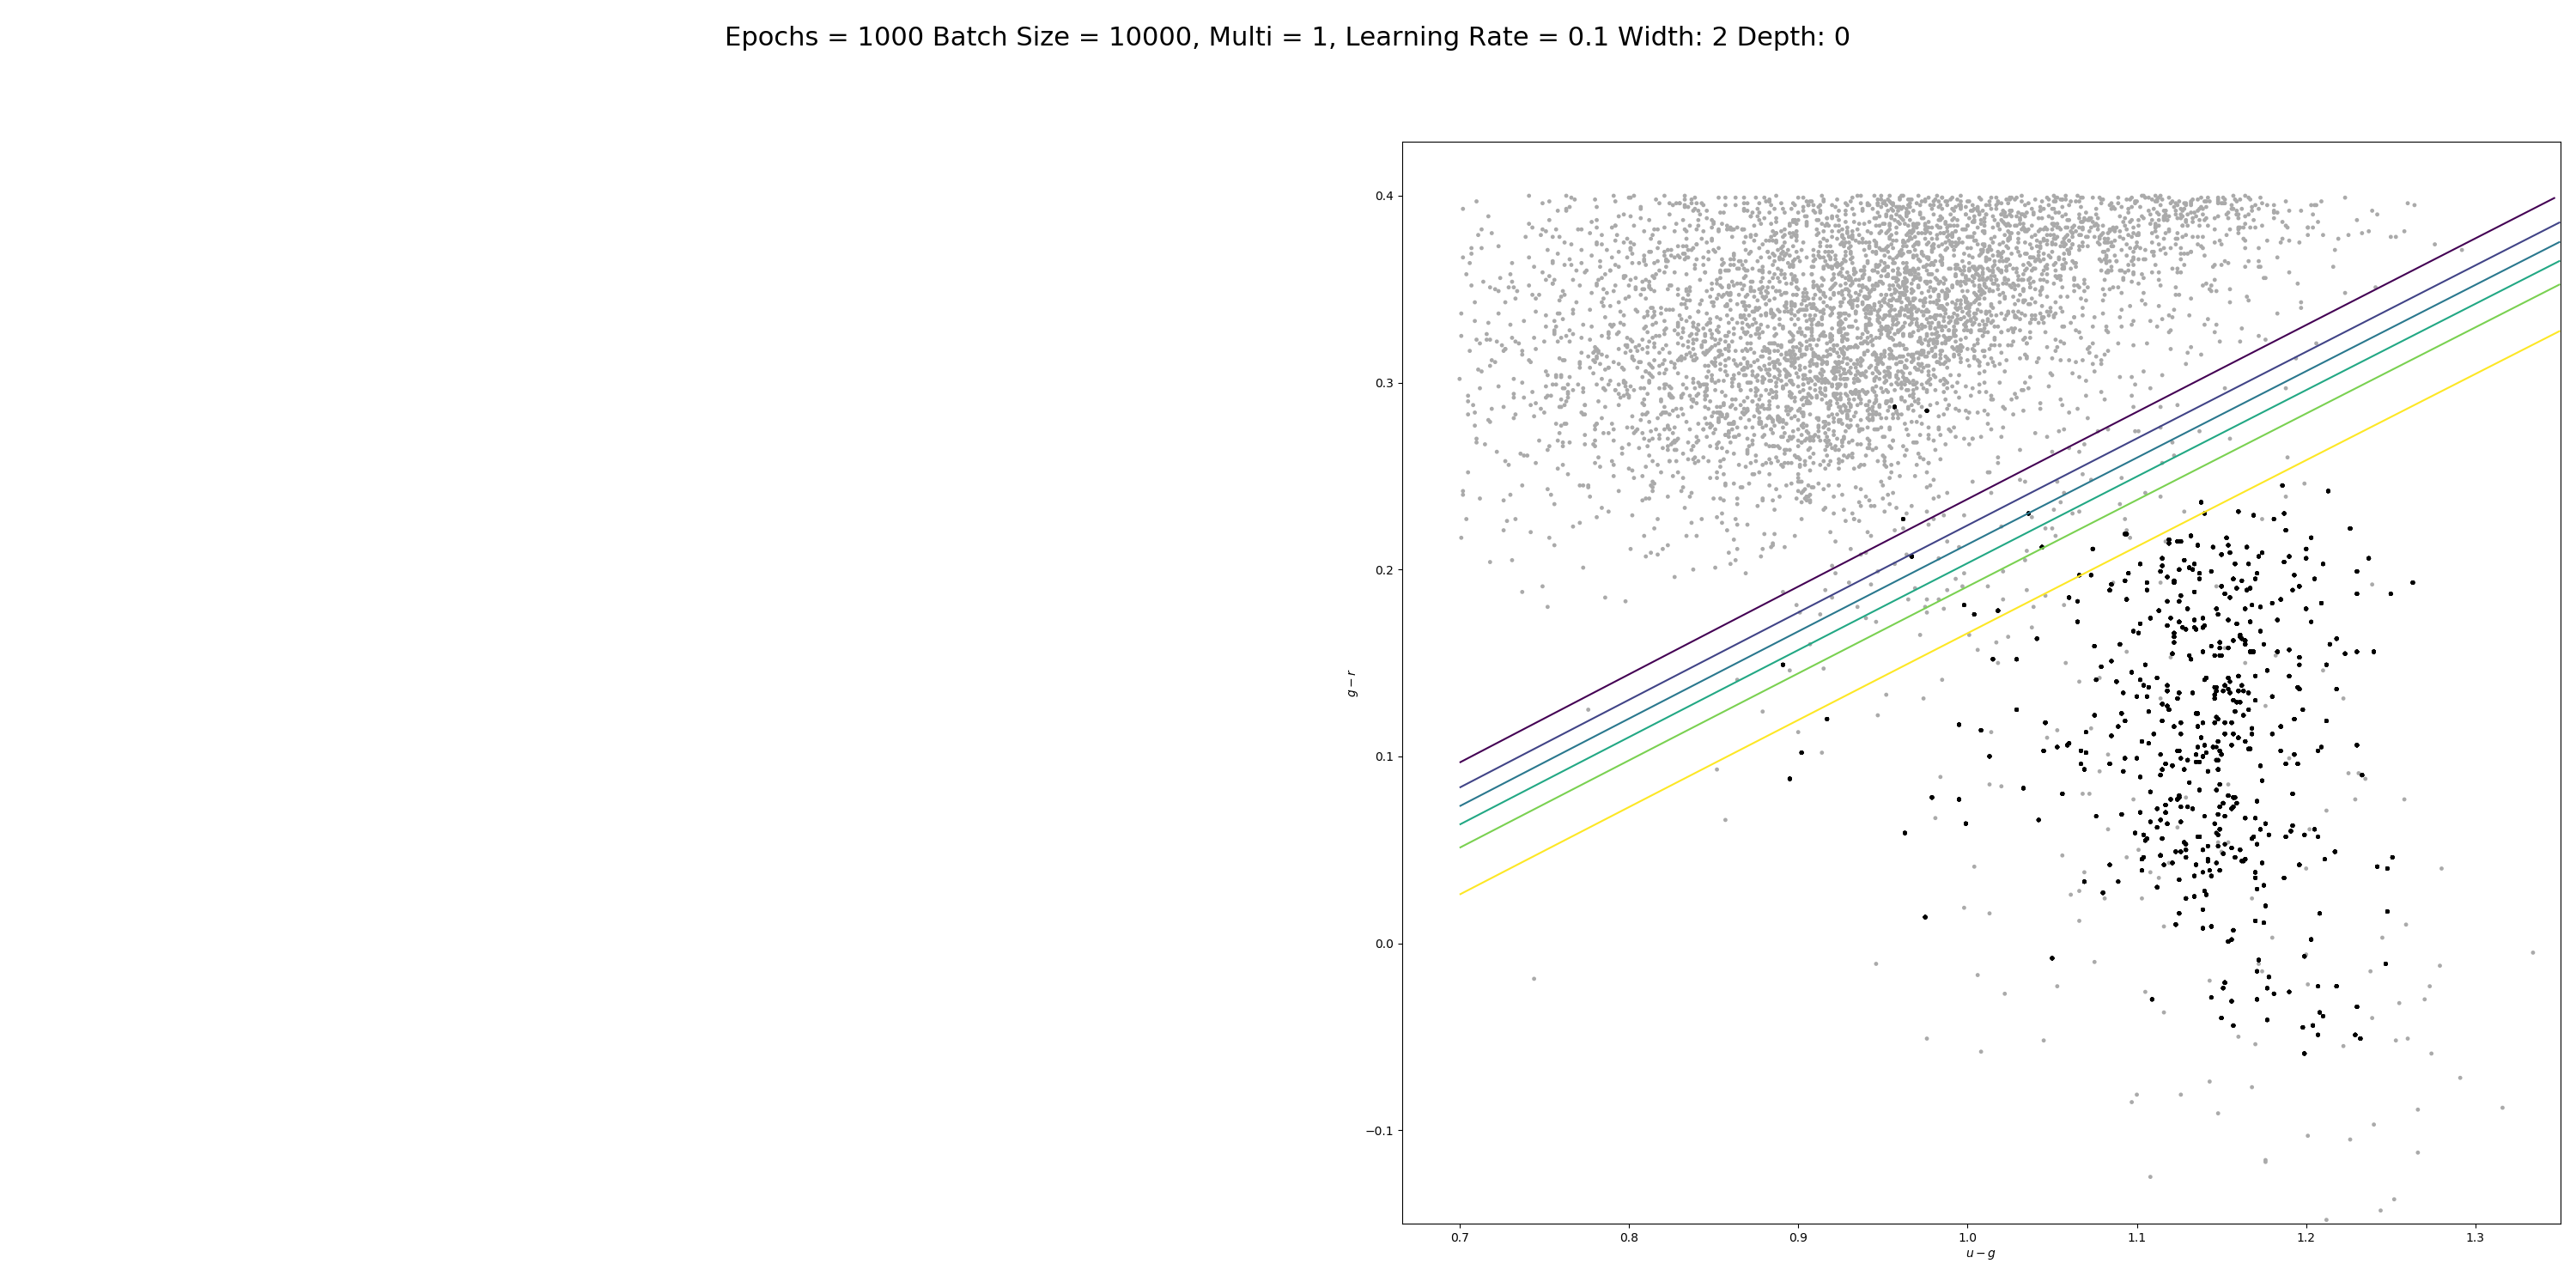 Epochs = 1000 Batch Size = 10000, Multi = 1, Learning Rate = 0.1 Width: 2 Depth: 0
0.4
0.3
0.2
0.1
0.0
−0.1
g − r
0.7 0.8 0.9 1.0 1.1 1.2 1.3
u − g